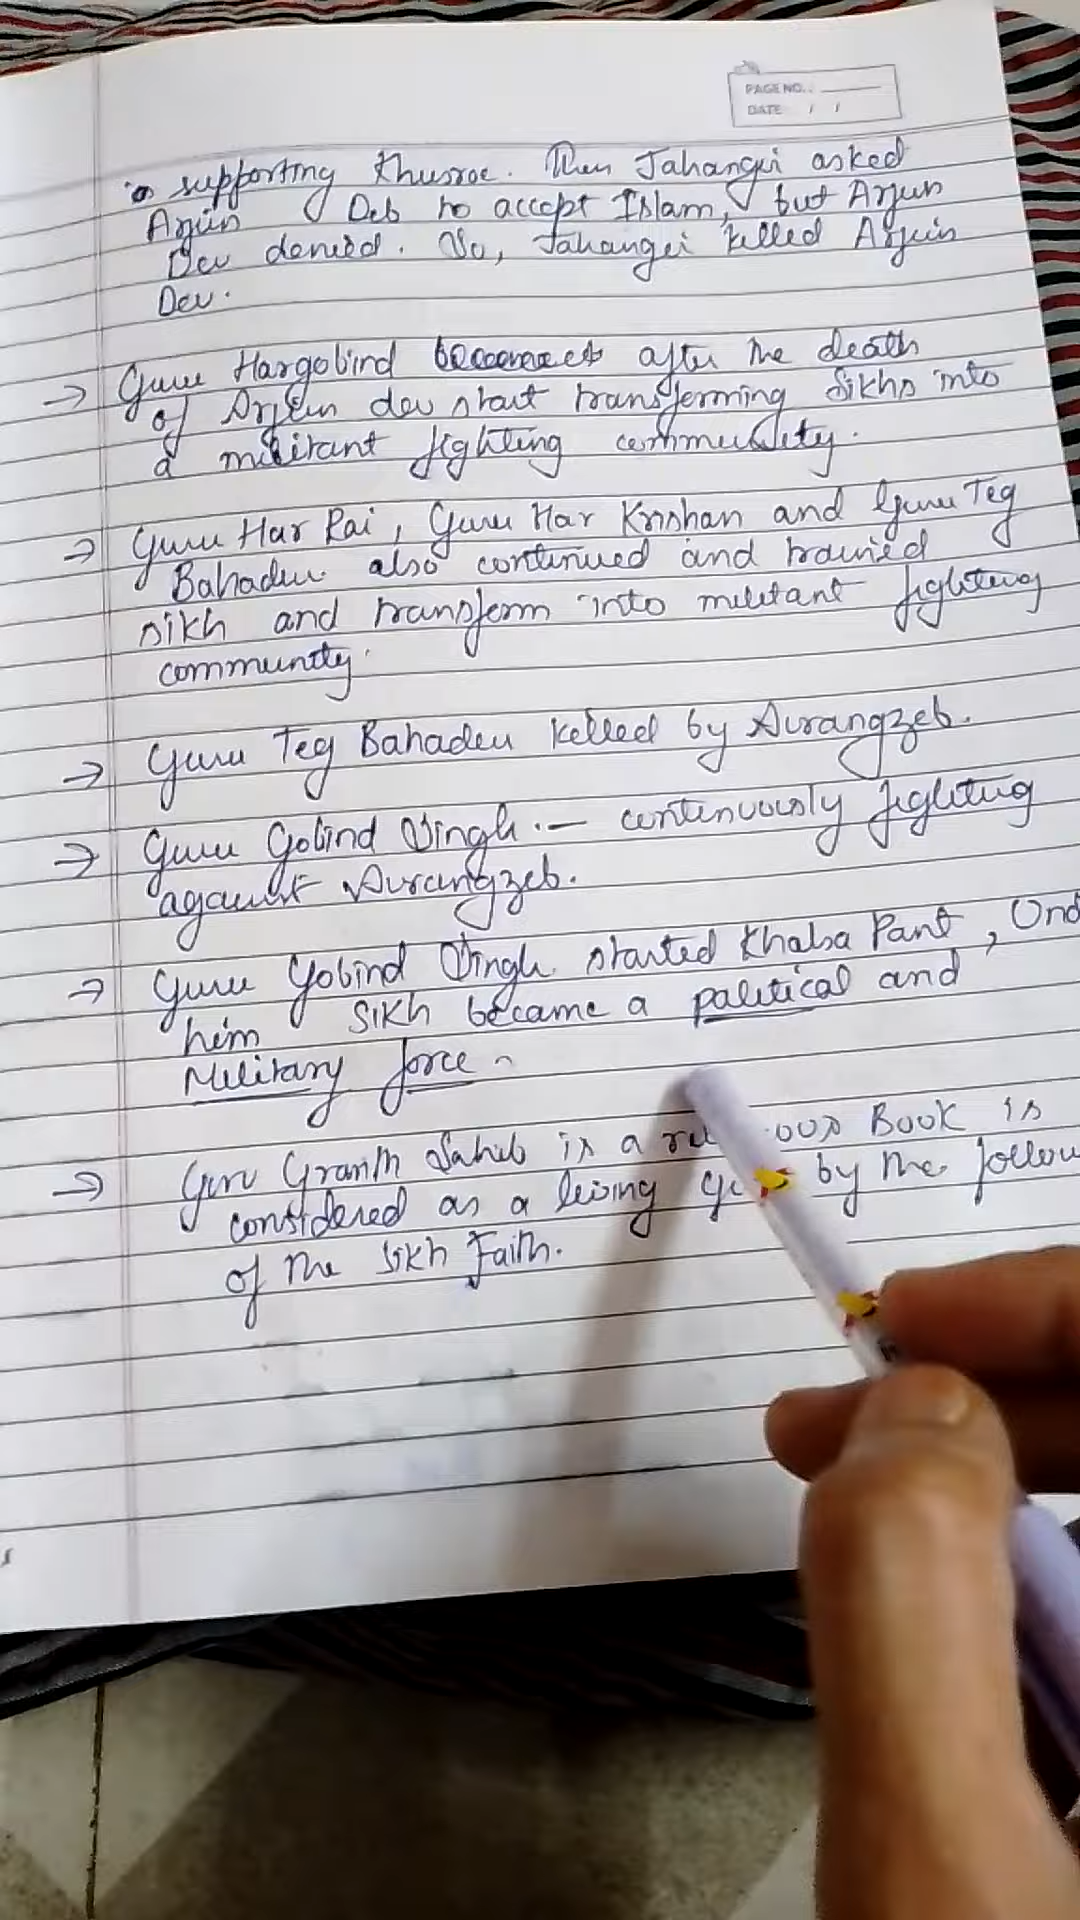 PAGE NO.:
DATE / /
supporting Khusroe. Then Jahangir asked
Arjun Deb to accept Islam, but Arjun
Dev denied. So, Jahangir killed Arjun
Dev.
→ Guru Hargobind after the death
of Arjun dev start transferming Sikhs into
a militant fighting community.
→ Guru Har Rai, Guru Har Krishan and Guru Teg
Bahadur also continued and trained
sikh and transferm into militant fighting
community.
→ Guru Teg Bahadur killed by Aurangzeb.
→ Guru Gobind Singh. – continuously fighting
against Aurangzeb.
→ Guru Gobind Singh started Khalsa Pant, Und
him Sikh became a political and
Military force.
→ Guru Granth Sahib is a Book is
considered as a living by the follow
of the Sikh Faith.